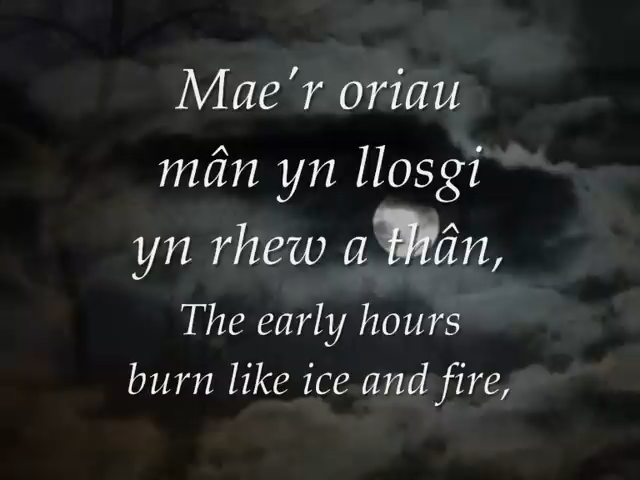 Mae'r oriau
mân yn llosgi
yn rhew a thân,
The early hours
burn like ice and fire,